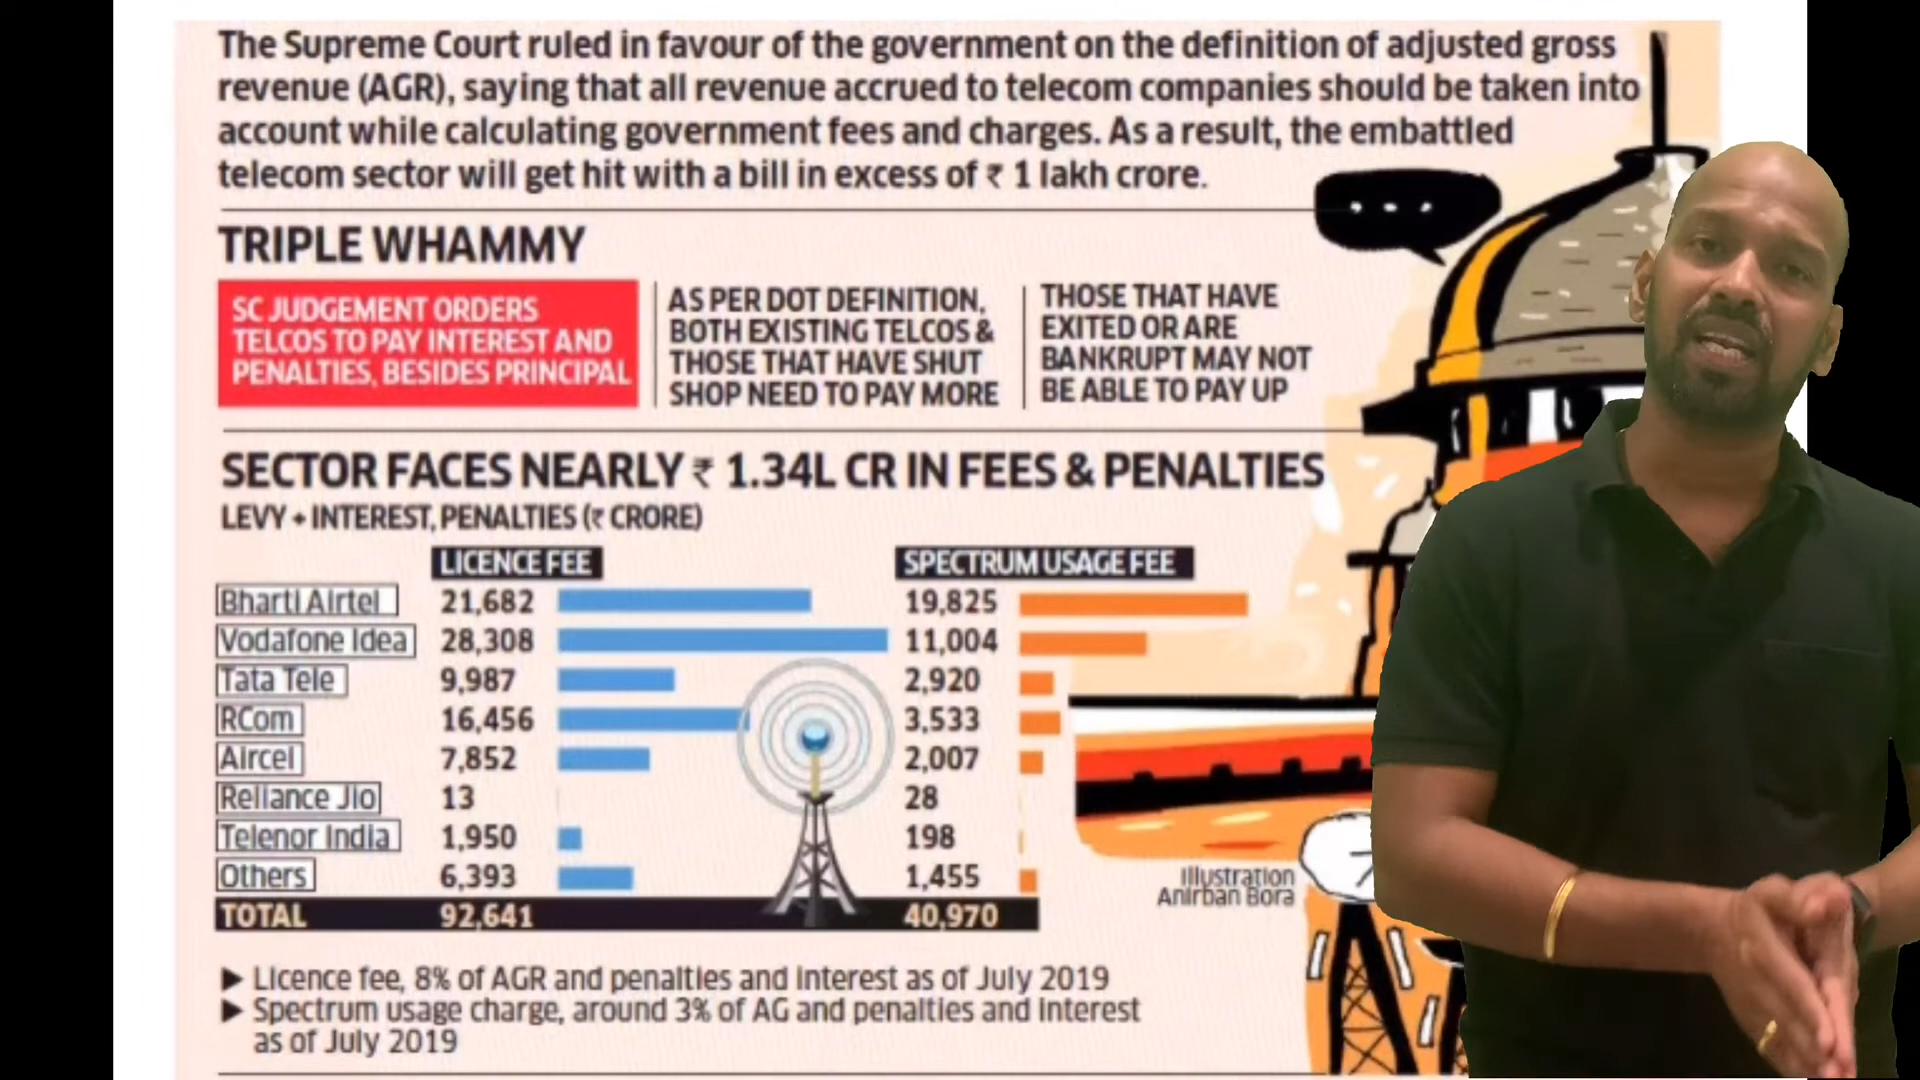 The Supreme Court ruled in favour of the government on the definition of adjusted gross
revenue (AGR), saying that all revenue accrued to telecom companies should be taken into
account while calculating government fees and charges. As a result, the embattled
telecom sector will get hit with a bill in excess of ₹ 1 lakh crore.
TRIPLE WHAMMY
SC JUDGEMENT ORDERS
TELCOS TO PAY INTEREST AND
PENALTIES, BESIDES PRINCIPAL
AS PER DOT DEFINITION,
BOTH EXISTING TELCOS &
THOSE THAT HAVE SHUT
SHOP NEED TO PAY MORE
THOSE THAT HAVE
EXITED OR ARE
BANKRUPT MAY NOT
BE ABLE TO PAY UP
SECTOR FACES NEARLY ₹ 1.34L CR IN FEES & PENALTIES
LEVY + INTEREST, PENALTIES (₹ CRORE)
LICENCE FEE SPECTRUM USAGE FEE
Bharti Airtel 21,682 19,825
Vodafone Idea 28,308 11,004
Tata Tele 9,987 2,920
RCom 16,456 3,533
Aircel 7,852 2,007
Reliance Jio 13 28
Telenor India 1,950 198
Others 6,393 1,455
TOTAL 92,641 40,970
Illustration
Anirban Bora
▶ Licence fee, 8% of AGR and penalties and interest as of July 2019
▶ Spectrum usage charge, around 3% of AG and penalties and interest
as of July 2019